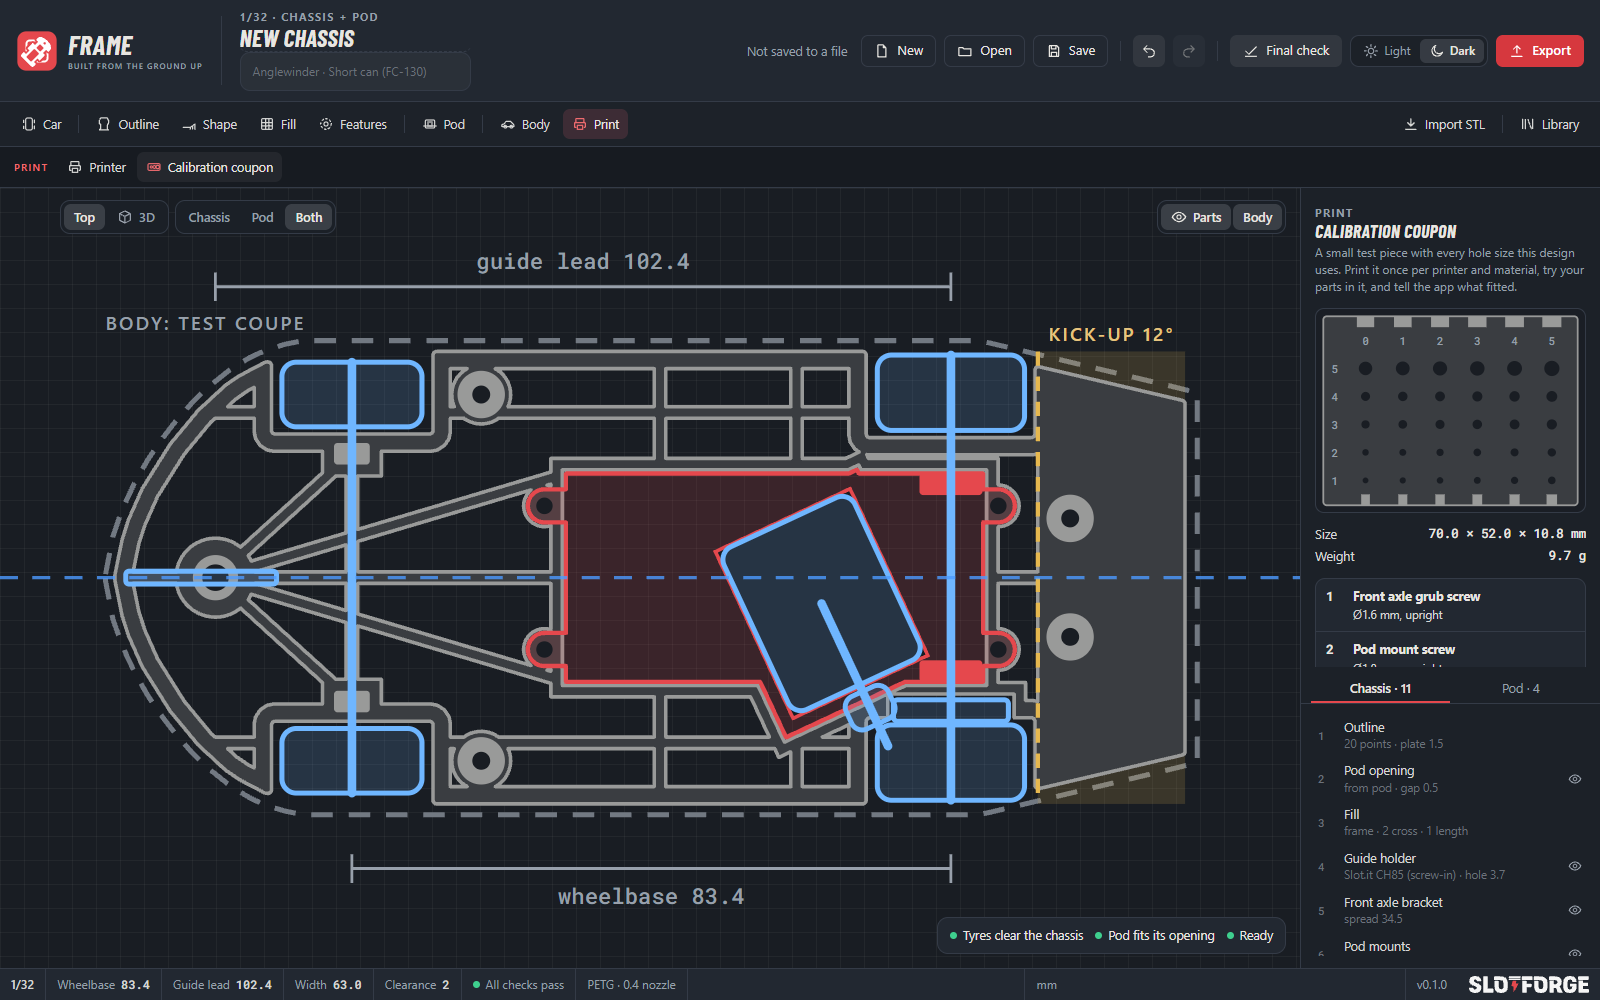 FRAME
BUILT FROM THE GROUND UP
1/32 · CHASSIS + POD
NEW CHASSIS
Anglewinder · Short can (FC-130)
Not saved to a file
New
Open
Save
Final check
Light
Dark
Export
Car
Outline
Shape
Fill
Features
Pod
Body
Print
Import STL
Library
PRINT
Printer
Calibration coupon
Top
3D
Chassis
Pod
Both
Parts
Body
guide lead 102.4
BODY: TEST COUPE
KICK-UP 12°
wheelbase 83.4
Tyres clear the chassis
Pod fits its opening
Ready
PRINT
CALIBRATION COUPON
A small test piece with every hole size this design
uses. Print it once per printer and material, try your
parts in it, and tell the app what fitted.
0 1 2 3 4 5
5
4
3
2
1
Size 70.0 × 52.0 × 10.8 mm
Weight 9.7 g
1 Front axle grub screw
Ø1.6 mm, upright
2 Pod mount screw
Chassis · 11
Pod · 4
1 Outline
20 points · plate 1.5
2 Pod opening
from pod · gap 0.5
3 Fill
frame · 2 cross · 1 length
4 Guide holder
Slot.it CH85 (screw-in) · hole 3.7
5 Front axle bracket
spread 34.5
6 Pod mounts
1/32
Wheelbase 83.4
Guide lead 102.4
Width 63.0
Clearance 2
All checks pass
PETG · 0.4 nozzle
mm
v0.1.0
SLOTFORGE